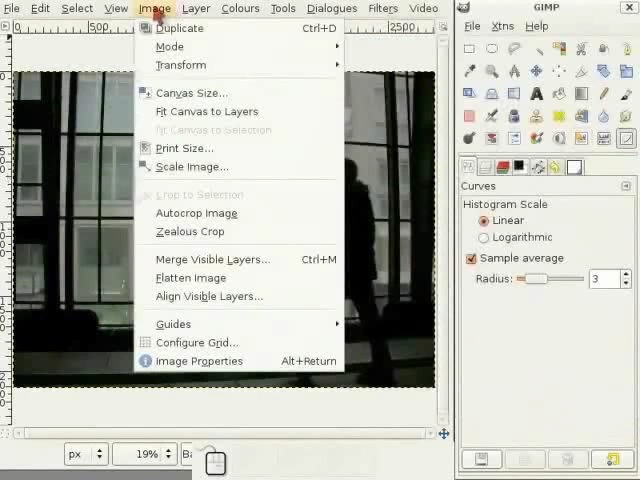 File Edit Select View Image Layer Colours Tools Dialogues Filters Video
GIMP
File Xtns Help
0 500 2500
Duplicate Ctrl+D
Mode
Transform
Canvas Size...
Fit Canvas to Layers
Fit Canvas to Selection
Print Size...
Scale Image...
Crop to Selection
Autocrop Image
Zealous Crop
Merge Visible Layers... Ctrl+M
Flatten Image
Align Visible Layers...
Guides
Configure Grid...
Image Properties Alt+Return
Curves
Histogram Scale
Linear
Logarithmic
Sample average
Radius: 3
px 19%